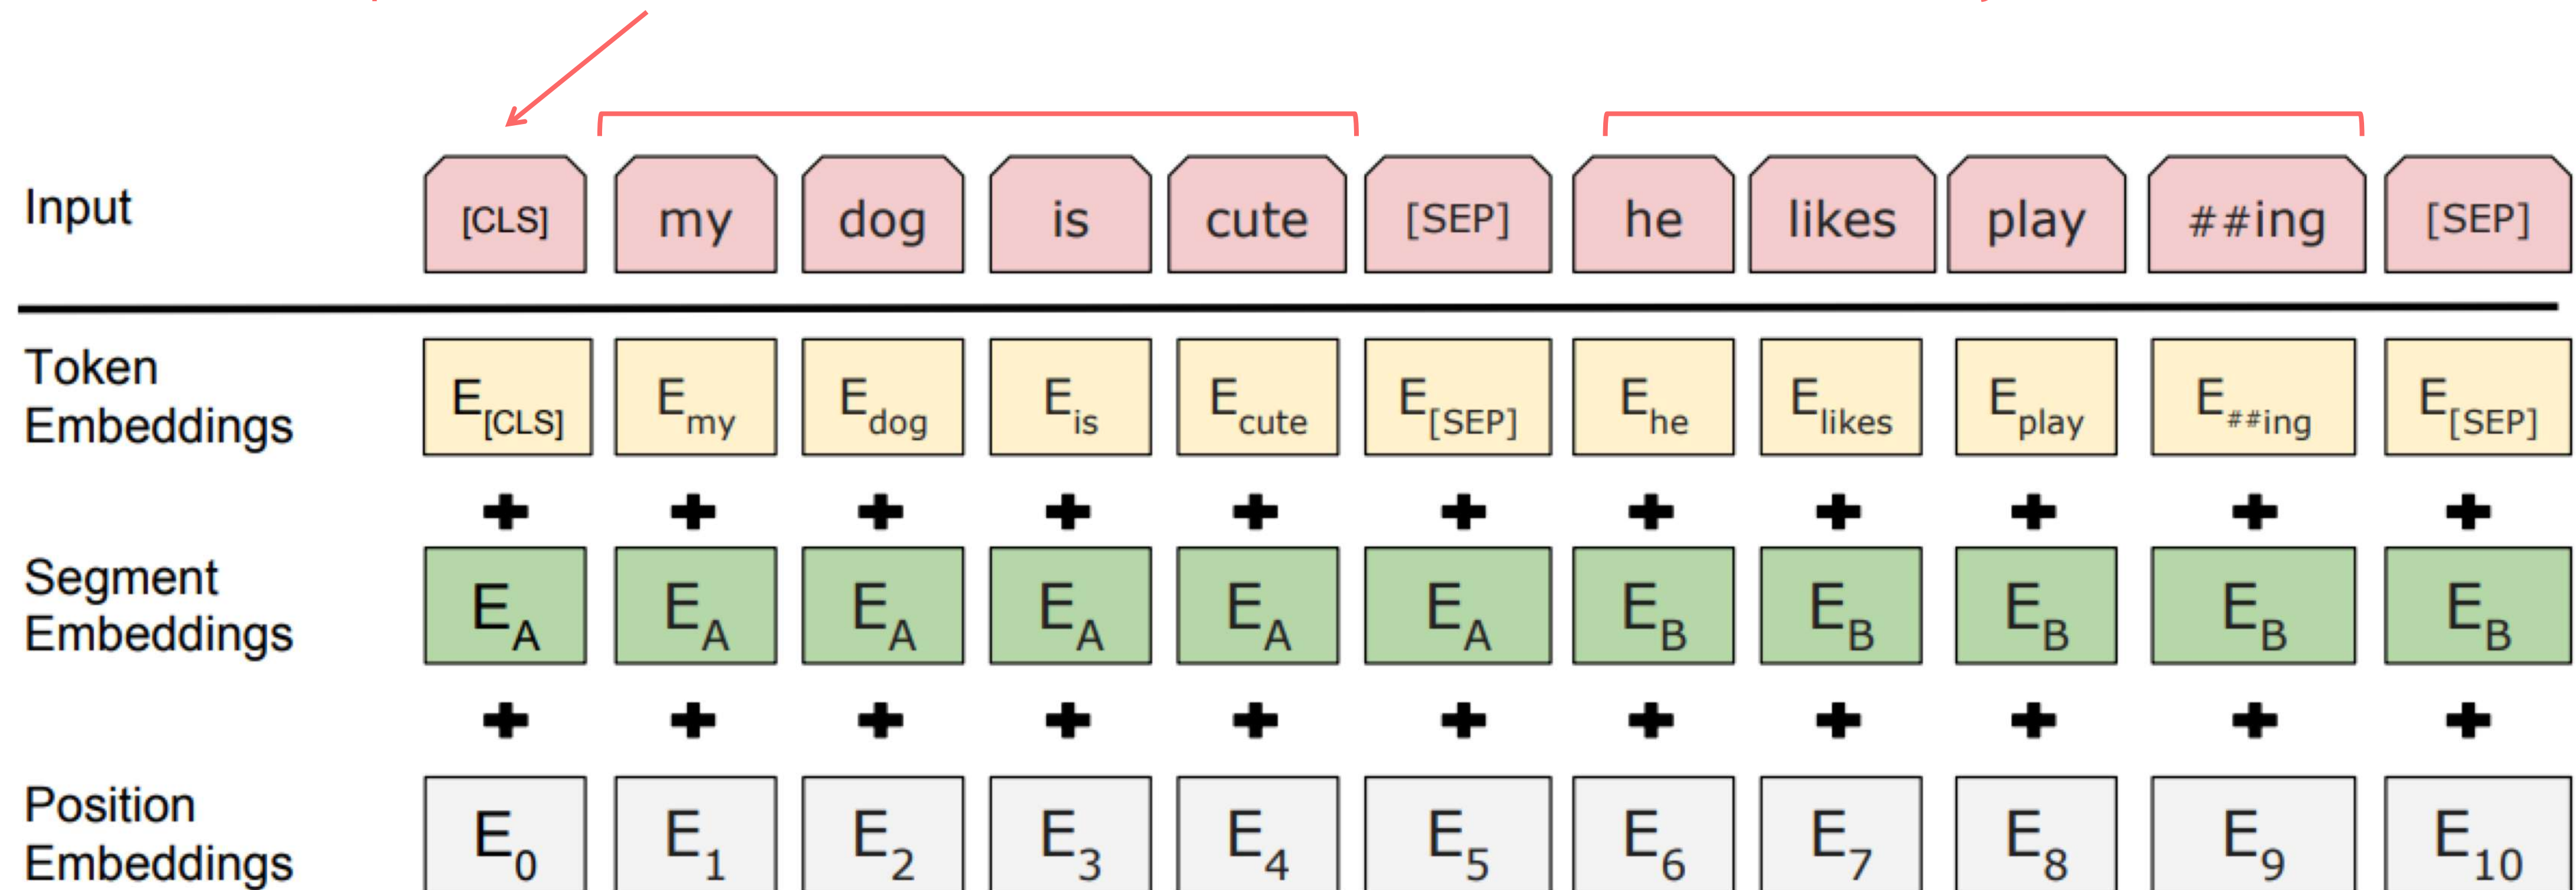 Input [CLS] my dog is cute [SEP] he likes play ##ing [SEP]
Token
Embeddings
E[CLS] Emy Edog Eis Ecute E[SEP] Ehe Elikes Eplay E##ing E[SEP]
+ + + + + + + + + + +
Segment
Embeddings
EA EA EA EA EA EA EB EB EB EB EB
+ + + + + + + + + + +
Position
Embeddings
E0 E1 E2 E3 E4 E5 E6 E7 E8 E9 E10